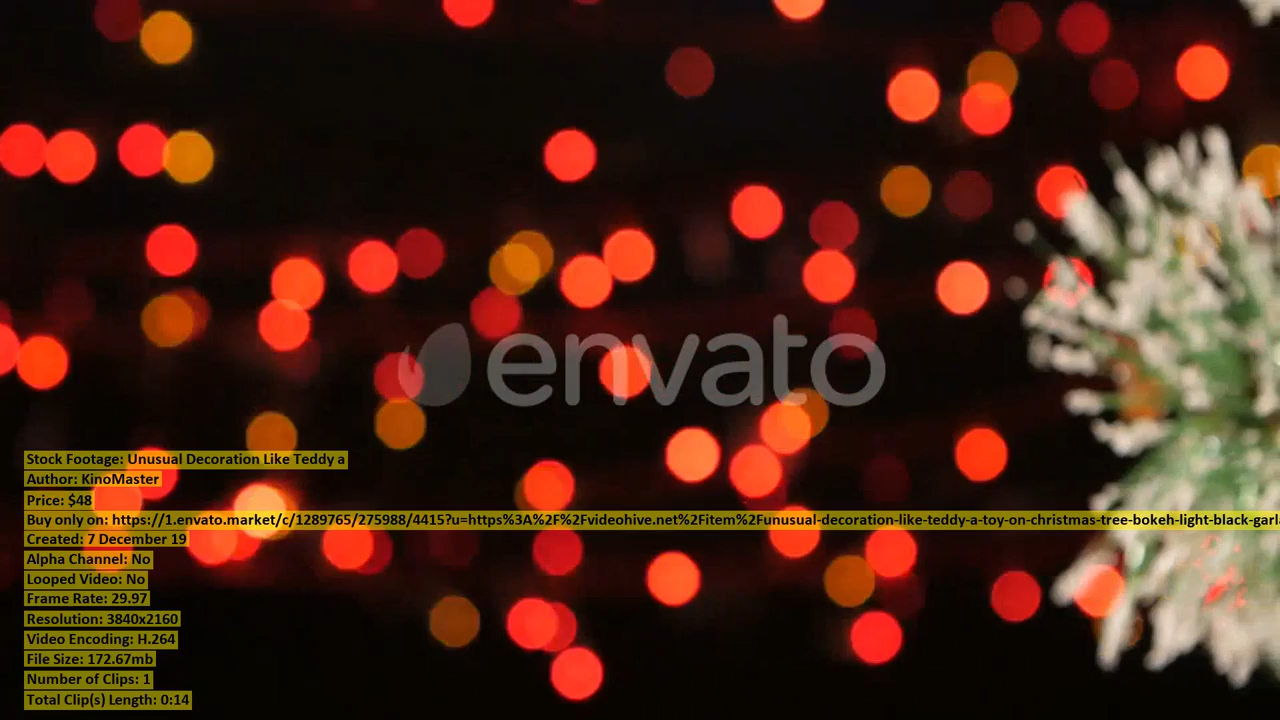 envato
Stock Footage: Unusual Decoration Like Teddy a
Author: KinoMaster
Price: $48
Buy only on: https://1.envato.market/c/1289765/275988/4415?u=https%3A%2F%2Fvideohive.net%2Fitem%2Funusual-decoration-like-teddy-a-toy-on-christmas-tree-bokeh-light-black-garl
Created: 7 December 19
Alpha Channel: No
Looped Video: No
Frame Rate: 29.97
Resolution: 3840x2160
Video Encoding: H.264
File Size: 172.67mb
Number of Clips: 1
Total Clip(s) Length: 0:14